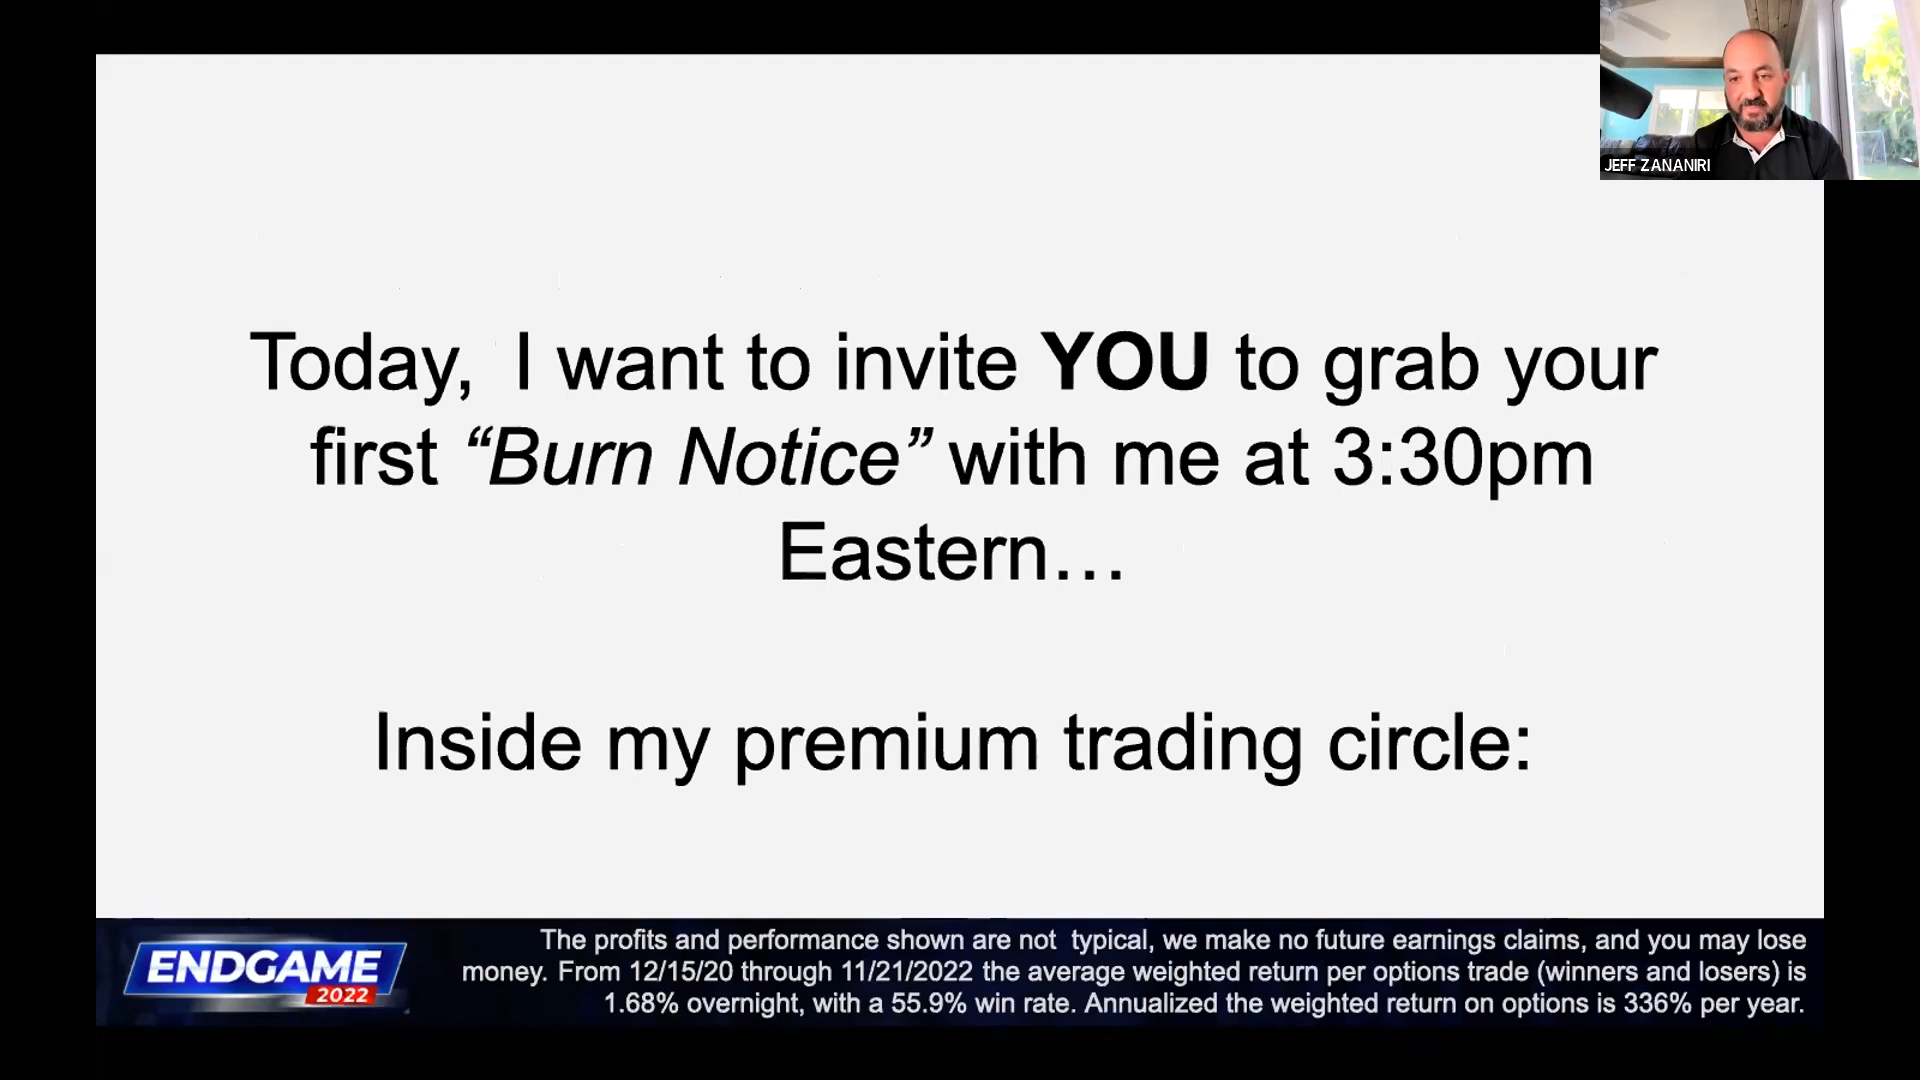 JEFF ZANANIRI
Today, I want to invite YOU to grab your
first “Burn Notice” with me at 3:30pm
Eastern…
Inside my premium trading circle:
ENDGAME
2022
The profits and performance shown are not typical, we make no future earnings claims, and you may lose
money. From 12/15/20 through 11/21/2022 the average weighted return per options trade (winners and losers) is
1.68% overnight, with a 55.9% win rate. Annualized the weighted return on options is 336% per year.